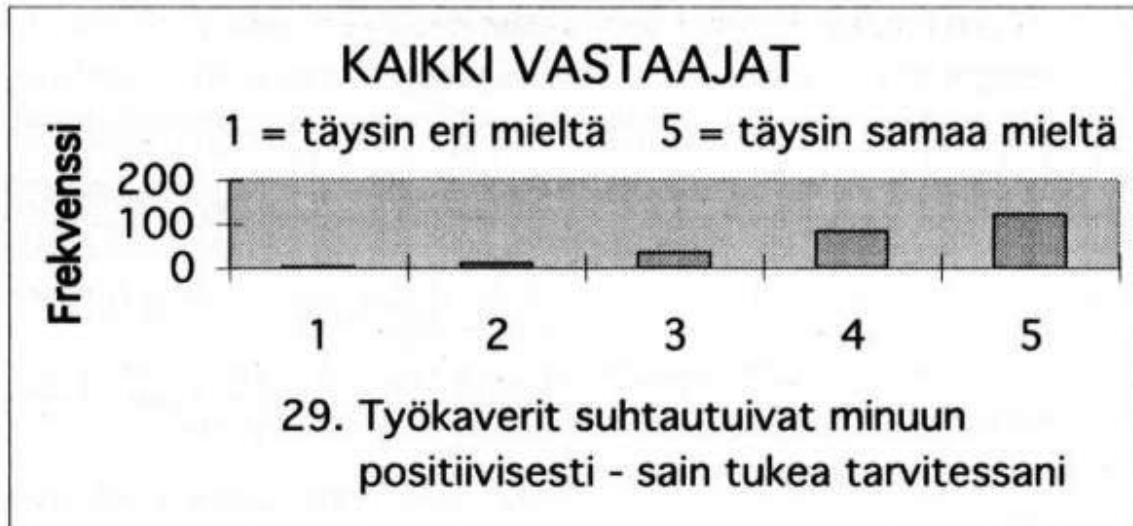 KAIKKI VASTAAJAT
1 = täysin eri mieltä 5 = täysin samaa mieltä
Frekvenssi
200
100
0
1 2 3 4 5
29. Työkaverit suhtautuivat minuun
positiivisesti - sain tukea tarvitessani